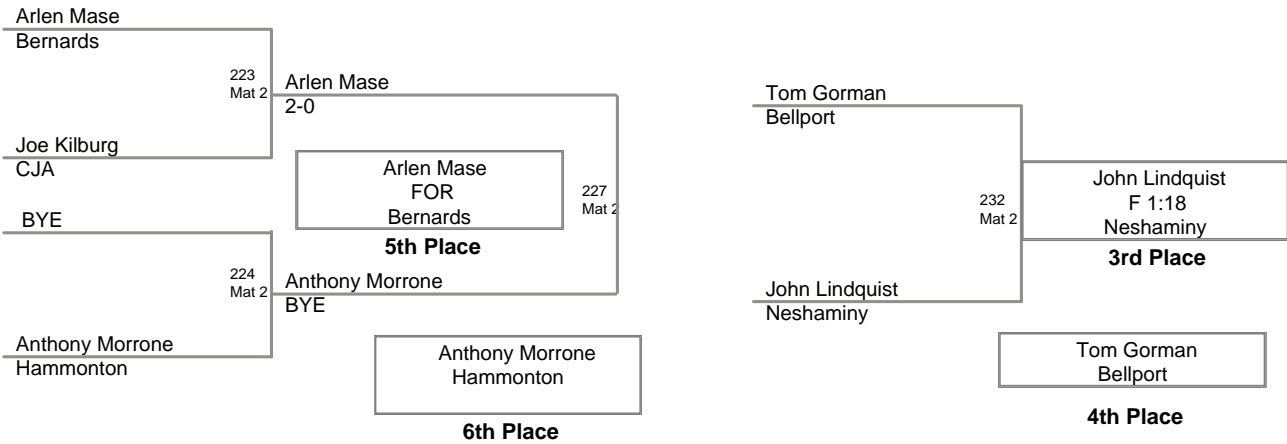 Arlen Mase
Bernards
223
Mat 2
Arlen Mase
2-0
Joe Kilburg
CJA
Arlen Mase
FOR
Bernards
5th Place
227
Mat 2
BYE
224
Mat 2
Anthony Morrone
BYE
Anthony Morrone
Hammonton
Anthony Morrone
Hammonton
6th Place
Tom Gorman
Bellport
232
Mat 2
John Lindquist
F 1:18
Neshaminy
3rd Place
John Lindquist
Neshaminy
Tom Gorman
Bellport
4th Place